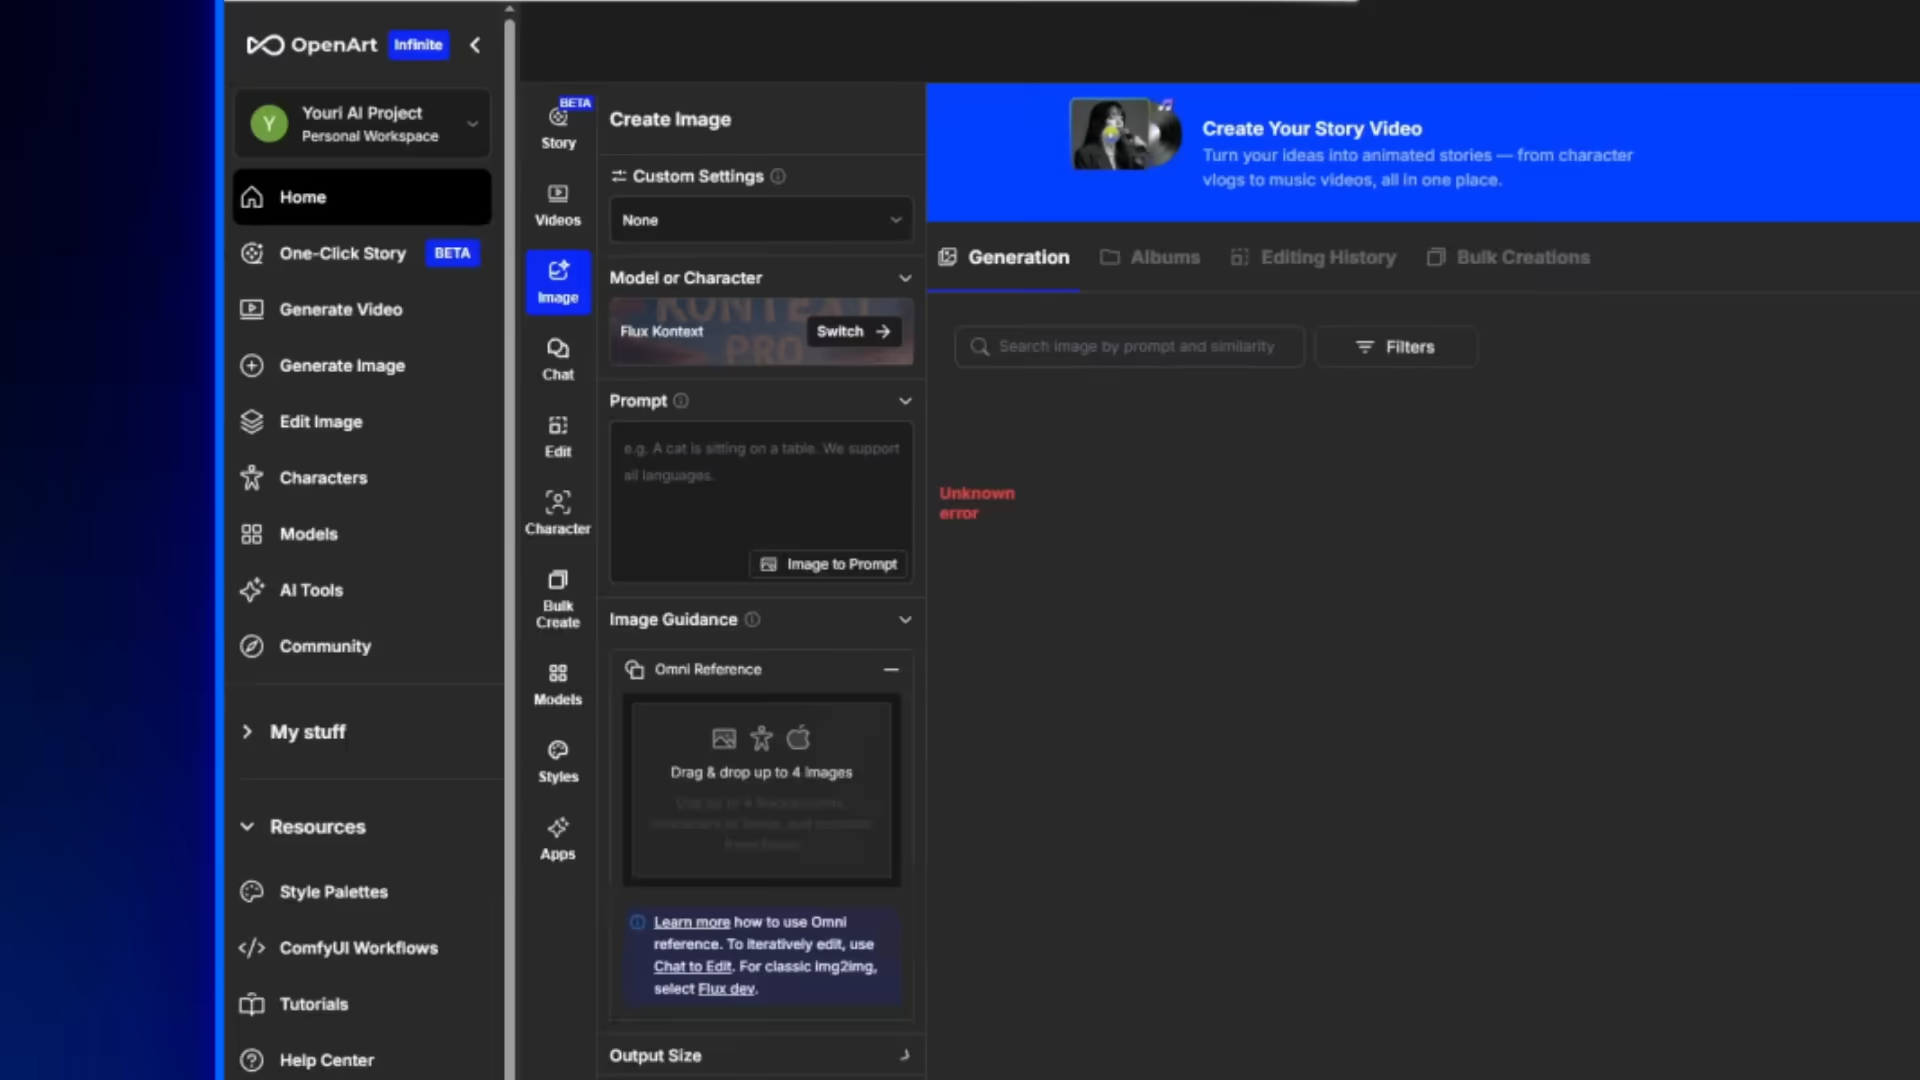 OpenArt Infinite
Y
Youri AI Project
Personal Workspace
Home
One-Click Story BETA
Generate Video
Generate Image
Edit Image
Characters
Models
AI Tools
Community
My stuff
Resources
Style Palettes
ComfyUI Workflows
Tutorials
Help Center
BETA
Story
Videos
Image
Chat
Edit
Character
Bulk
Create
Models
Styles
Apps
Create Image
Custom Settings
None
Model or Character
KONTEXT
PRO
Flux Kontext
Switch
Prompt
e.g. A cat is sitting on a table. We support
all languages.
Image to Prompt
Image Guidance
Omni Reference
Drag & drop up to 4 images
Learn more how to use Omni
reference. To iteratively edit, use
Chat to Edit. For classic img2img,
select Flux dev.
Output Size
Create Your Story Video
Turn your ideas into animated stories — from character
vlogs to music videos, all in one place.
Generation
Albums
Editing History
Bulk Creations
Search image by prompt and similarity
Filters
Unknown
error